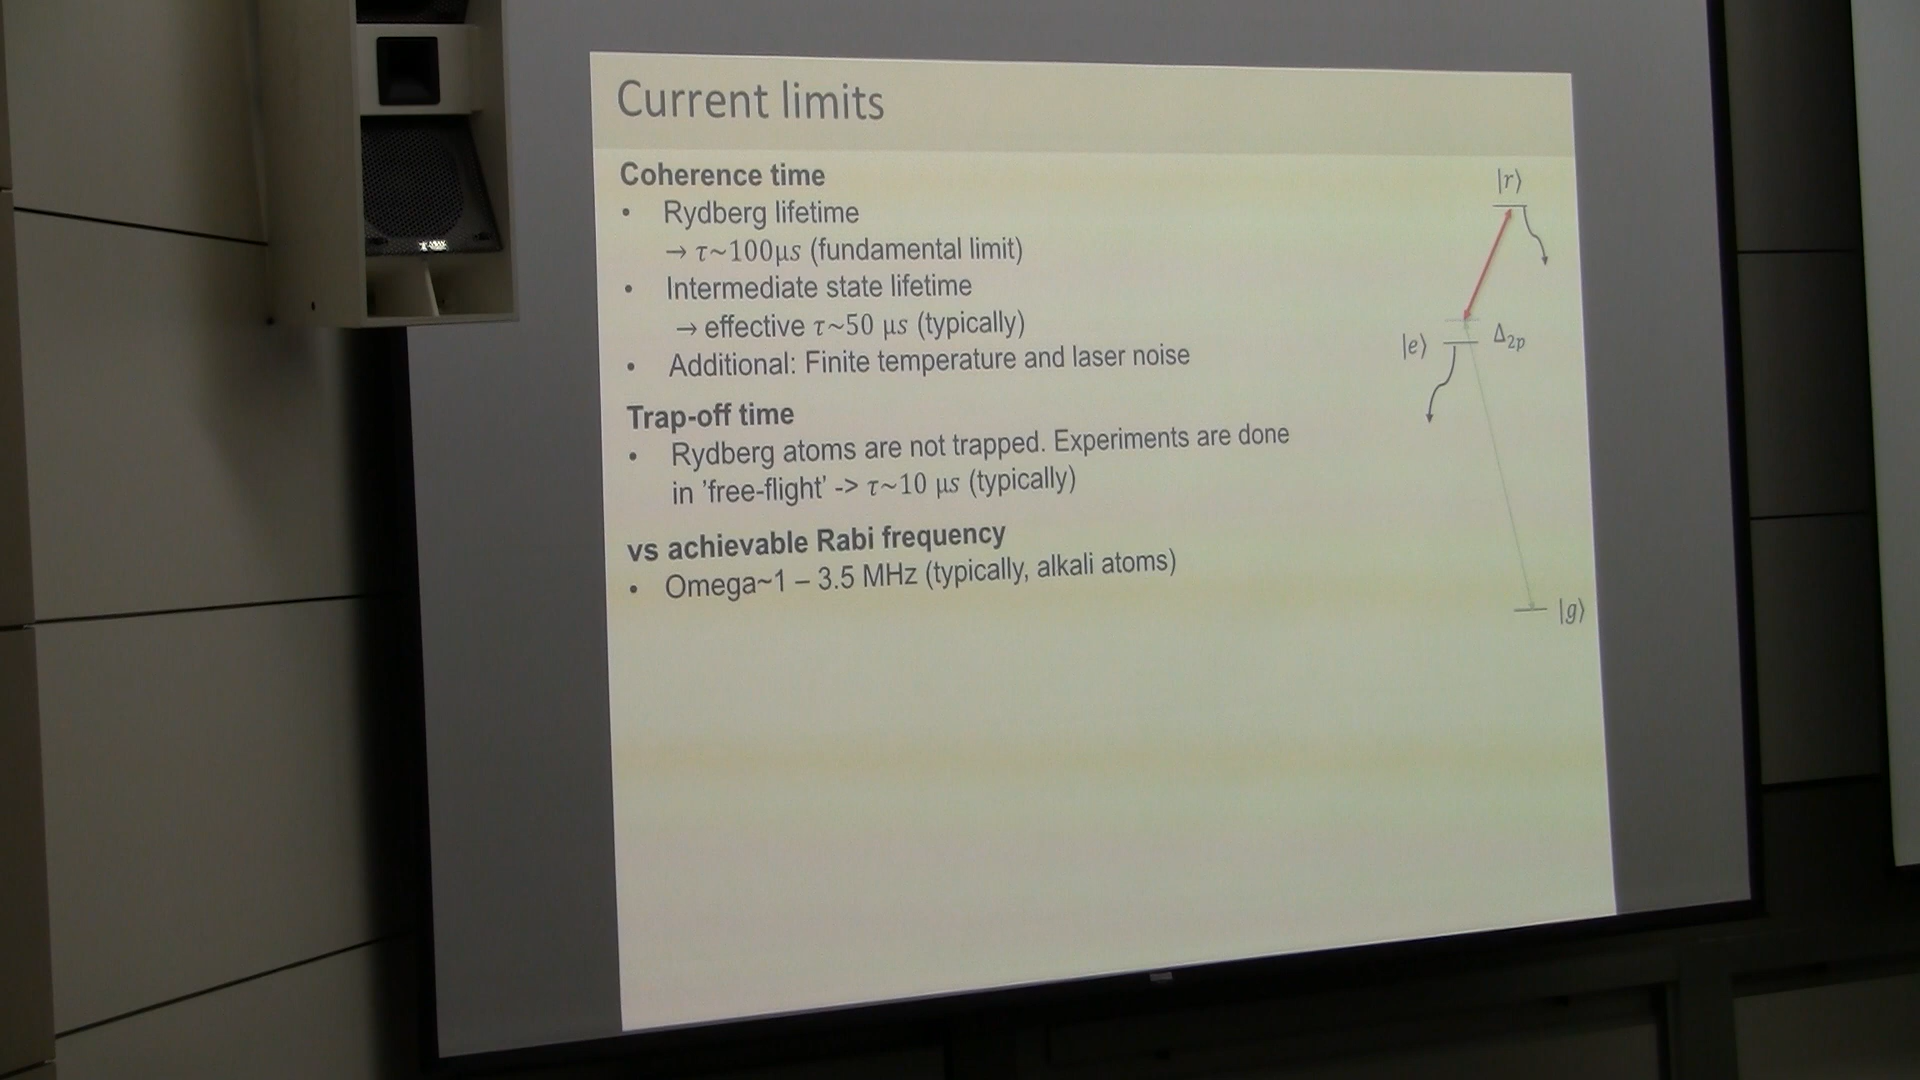 Current limits
Coherence time
• Rydberg lifetime
→ τ~100μs (fundamental limit)
• Intermediate state lifetime
→ effective τ~50 μs (typically)
• Additional: Finite temperature and laser noise
Trap-off time
• Rydberg atoms are not trapped. Experiments are done
in 'free-flight' -> τ~10 μs (typically)
vs achievable Rabi frequency
• Omega~1 – 3.5 MHz (typically, alkali atoms)
|r⟩
|e⟩
Δ₂ₚ
|g⟩